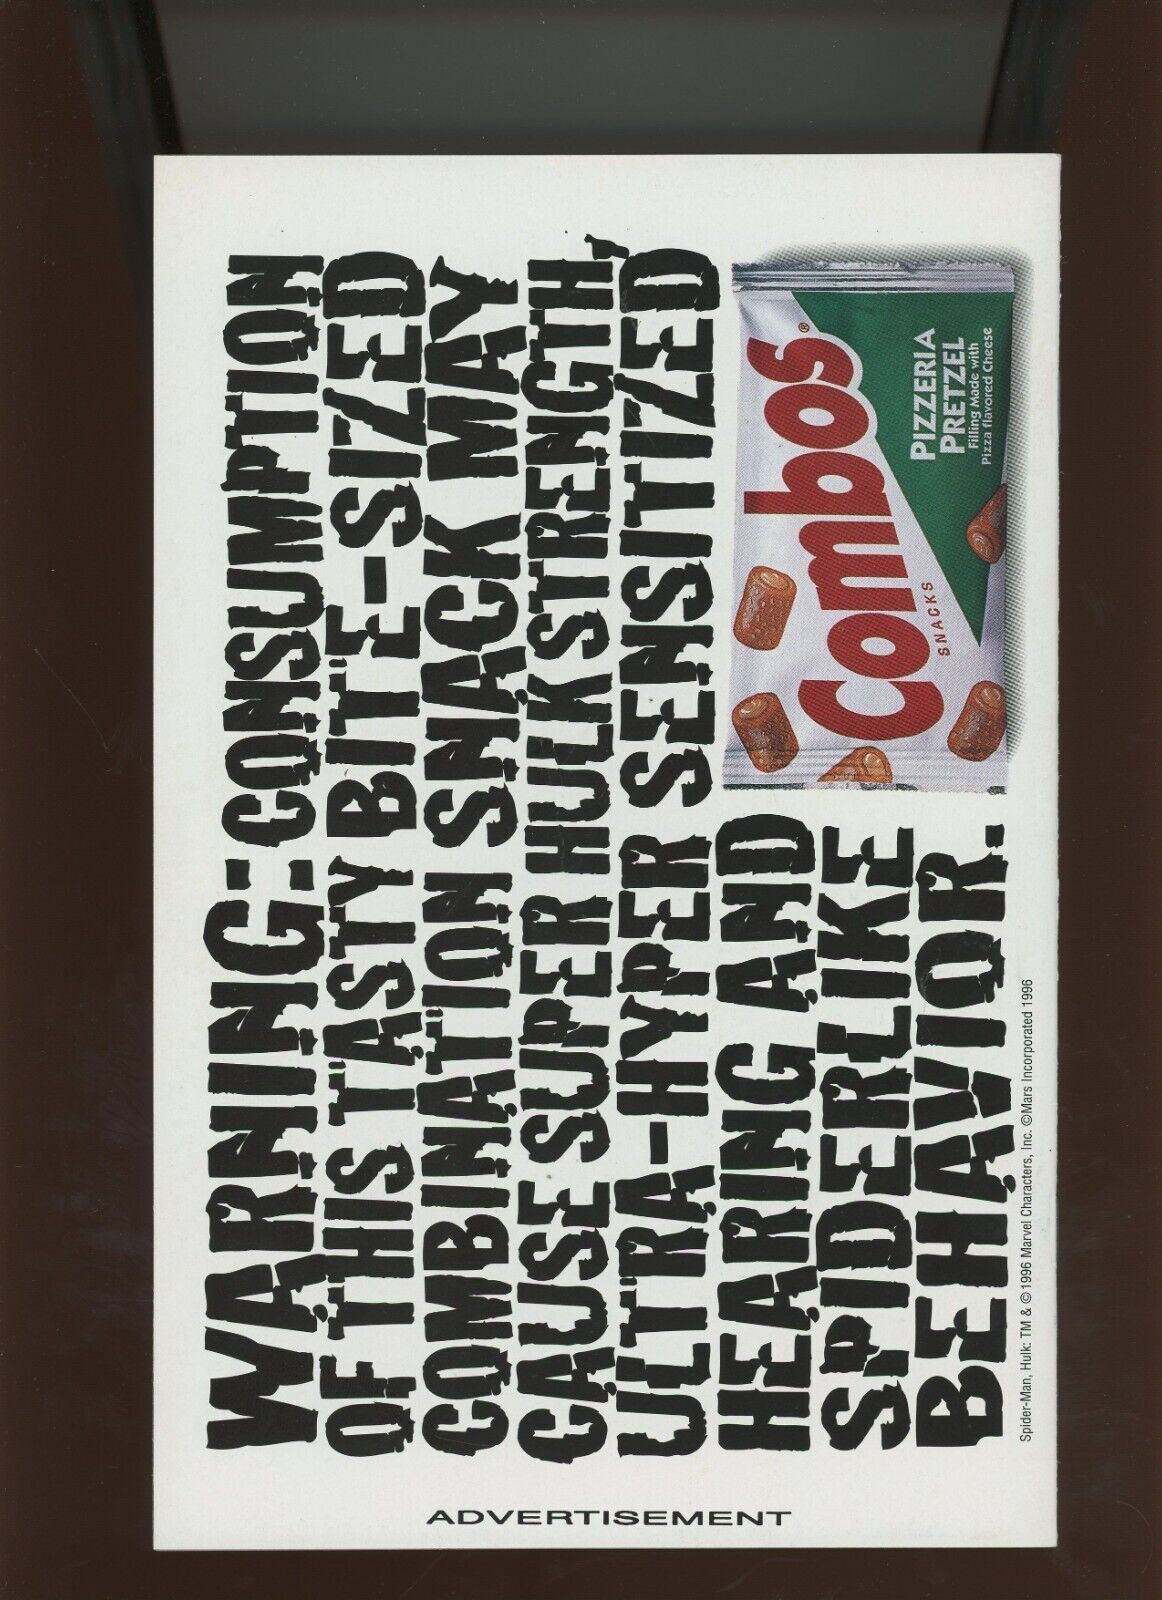 WARNING: CONSUMPTION
OF THIS TASTY BITE-SIZED
COMBINATION SNACK MAY
CAUSE SUPER HULK STRENGTH,
ULTRA-HYPER SENSITIZED
HEARING AND
SPIDERLIKE
BEHAVIOR.
Combos®
SNACKS
PIZZERIA
PRETZEL
Filling Made with
Pizza flavored Cheese
Spider-Man, Hulk: TM & ©1996 Marvel Characters, Inc. ©Mars Incorporated 1996
ADVERTISEMENT